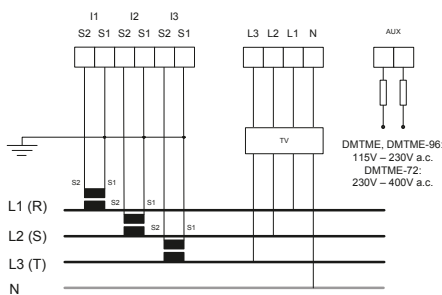 I1 I2 I3
S2 S1 S2 S1 S2 S1
L3 L2 L1 N
AUX
TV
DMTME, DMTME-96:
115V – 230V a.c.
DMTME-72:
230V – 400V a.c.
S2 S1
L1 (R)
S2 S1
L2 (S)
S2 S1
L3 (T)
N